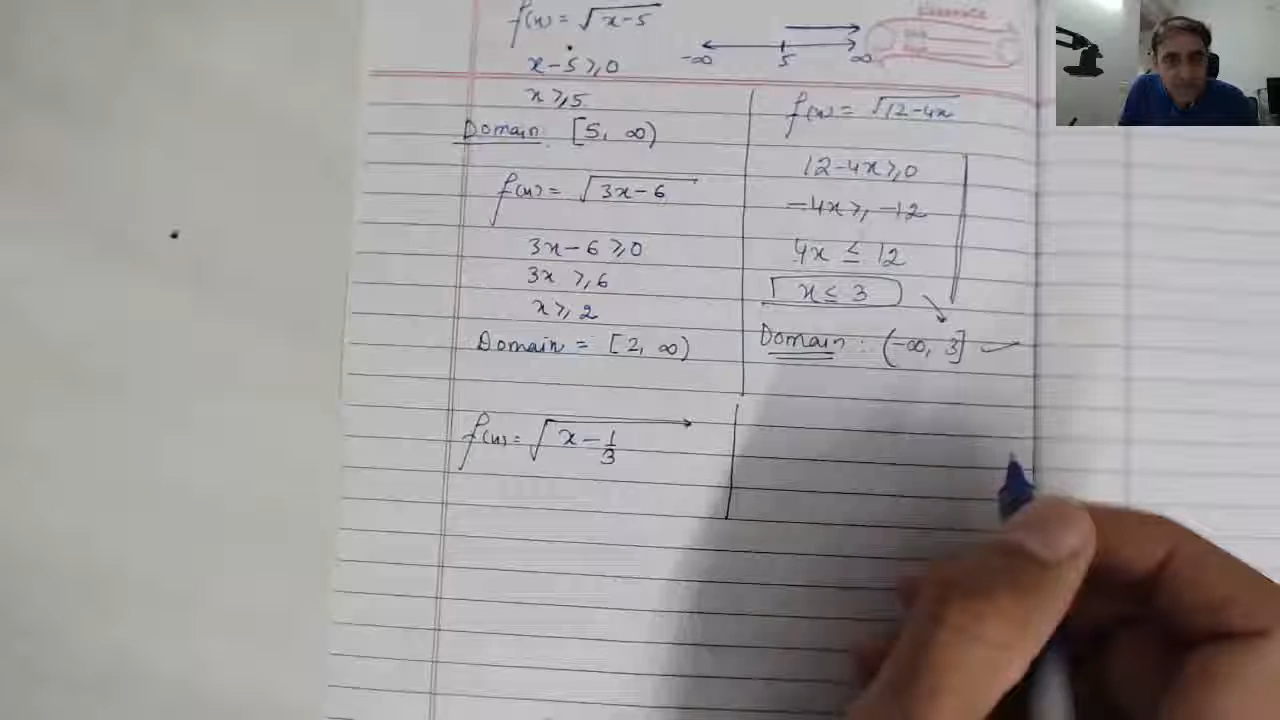 f(x) = √x-5
-∞ 5 ∞
x-5 ≥ 0
x ≥ 5
Domain: [5, ∞)
f(x) = √3x-6
3x-6 ≥ 0
3x ≥ 6
x ≥ 2
Domain = [2, ∞)
f(x) = √12-4x
12-4x ≥ 0
-4x ≥ -12
4x ≤ 12
x ≤ 3
Domain: (-∞, 3]
f(x) = √x - 1/3